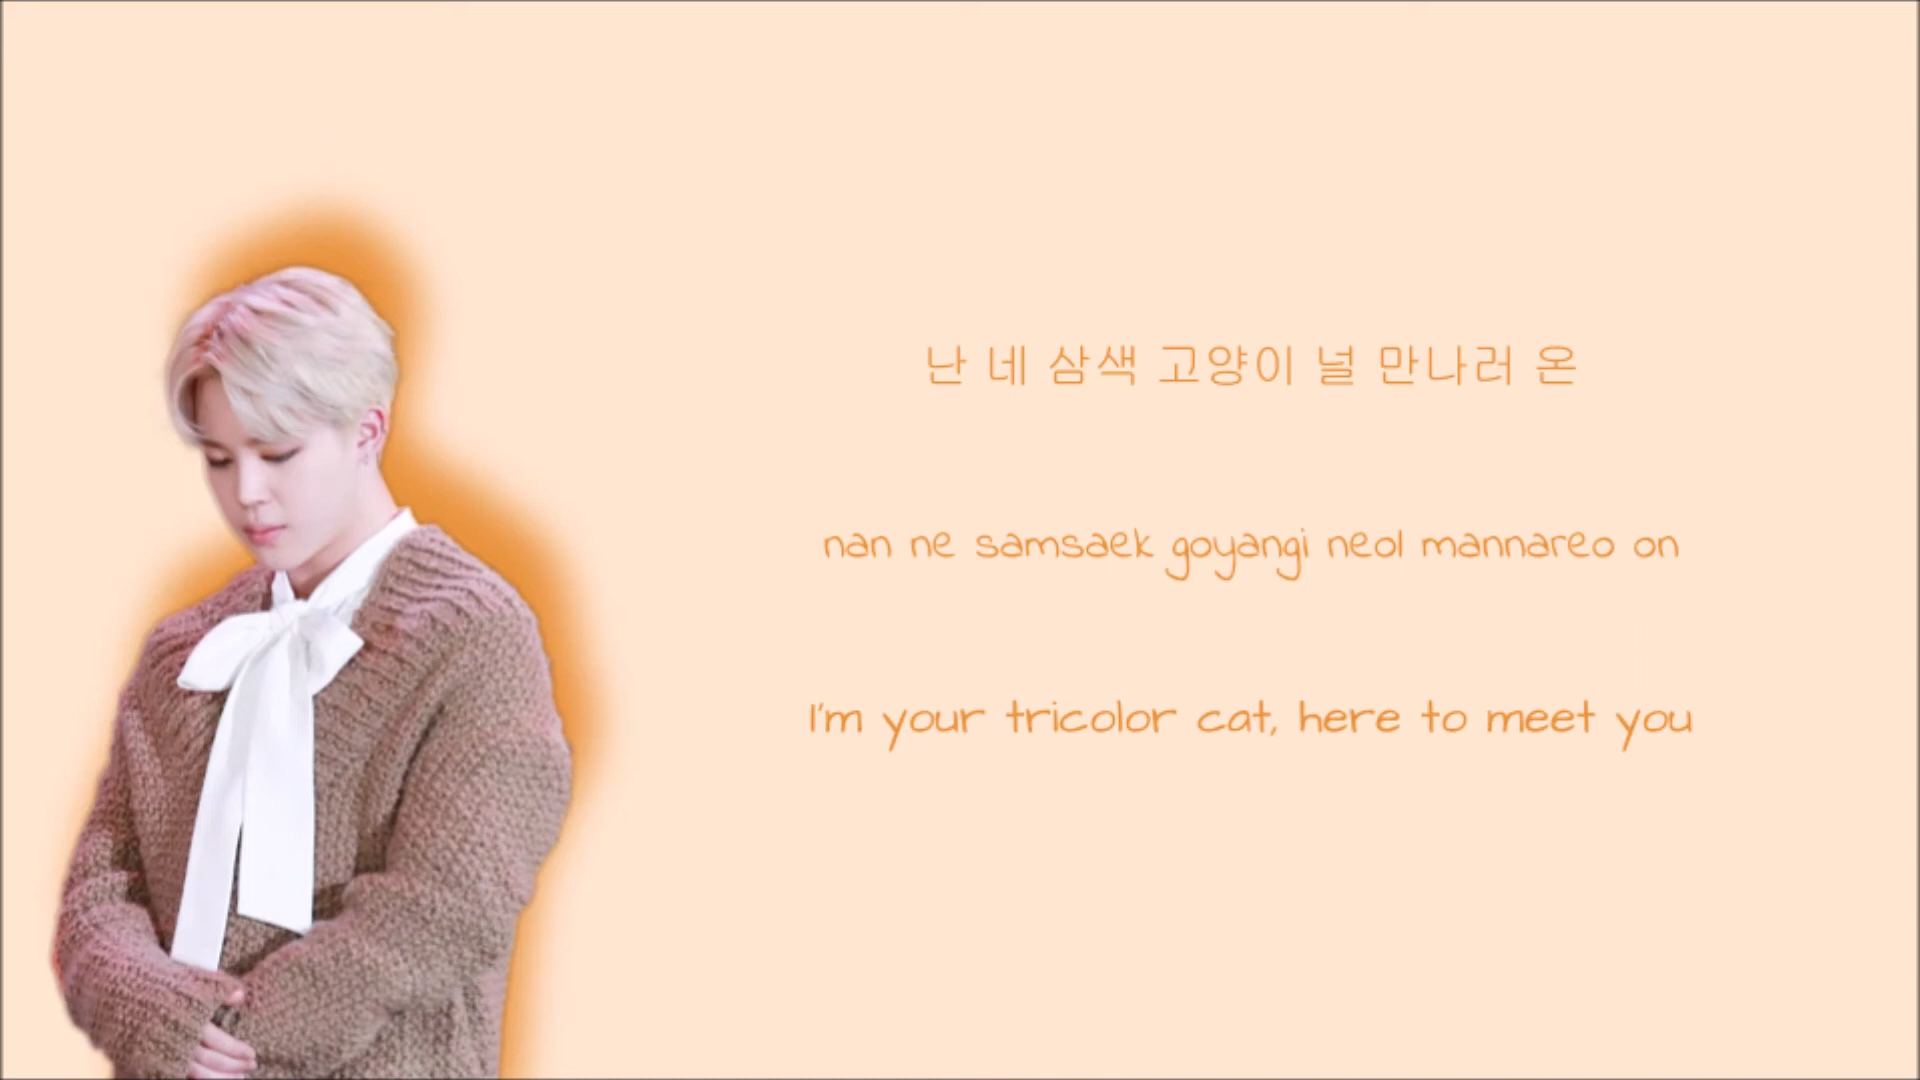 난 네 삼색 고양이 널 만나러 온
nan ne samsaek goyangi neol mannareo on
I'm your tricolor cat, here to meet you